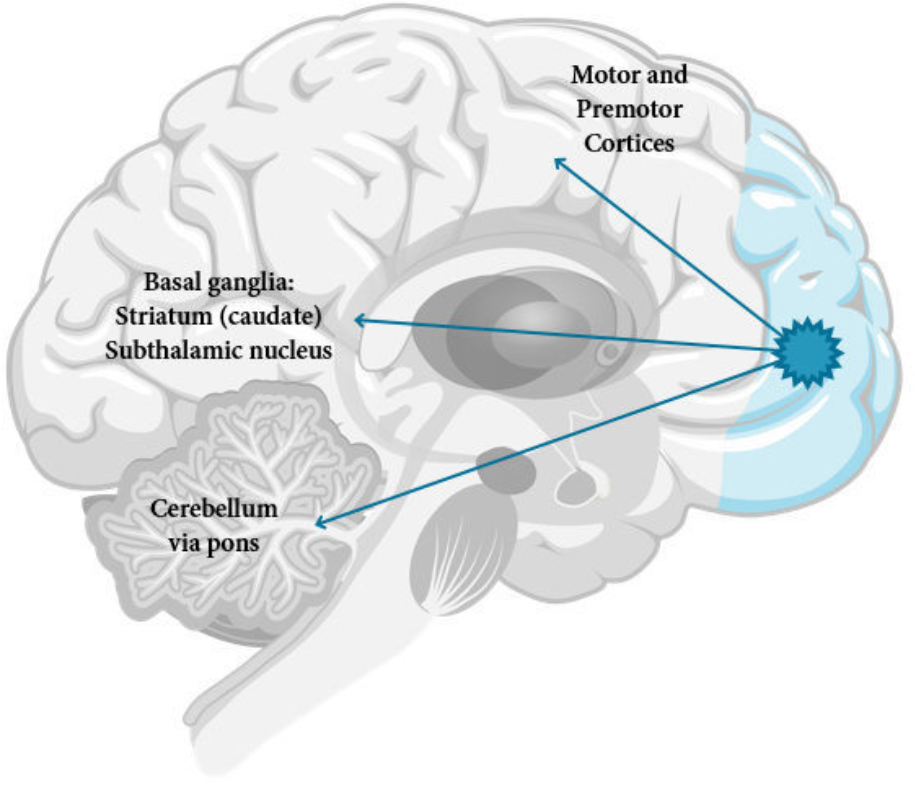 Motor and
Premotor
Cortices
Basal ganglia:
Striatum (caudate)
Subthalamic nucleus
Cerebellum
via pons